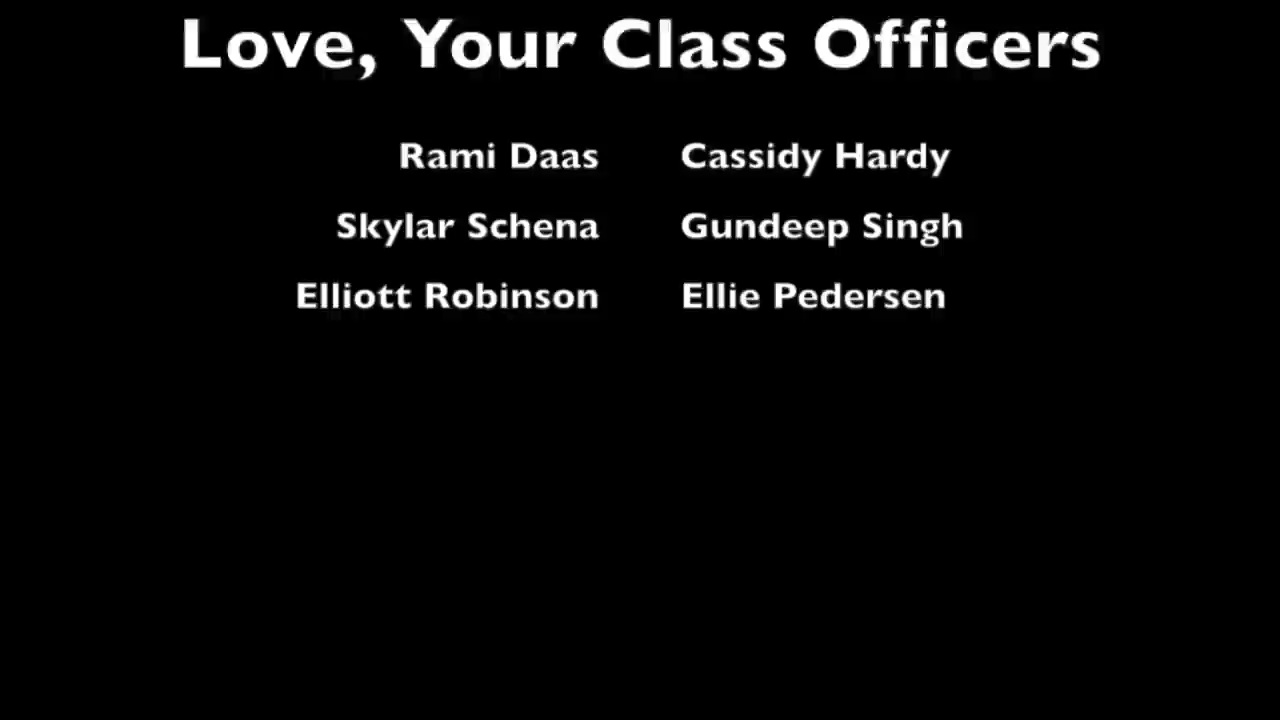 Love, Your Class Officers
Rami Daas Cassidy Hardy
Skylar Schena Gundeep Singh
Elliott Robinson Ellie Pedersen